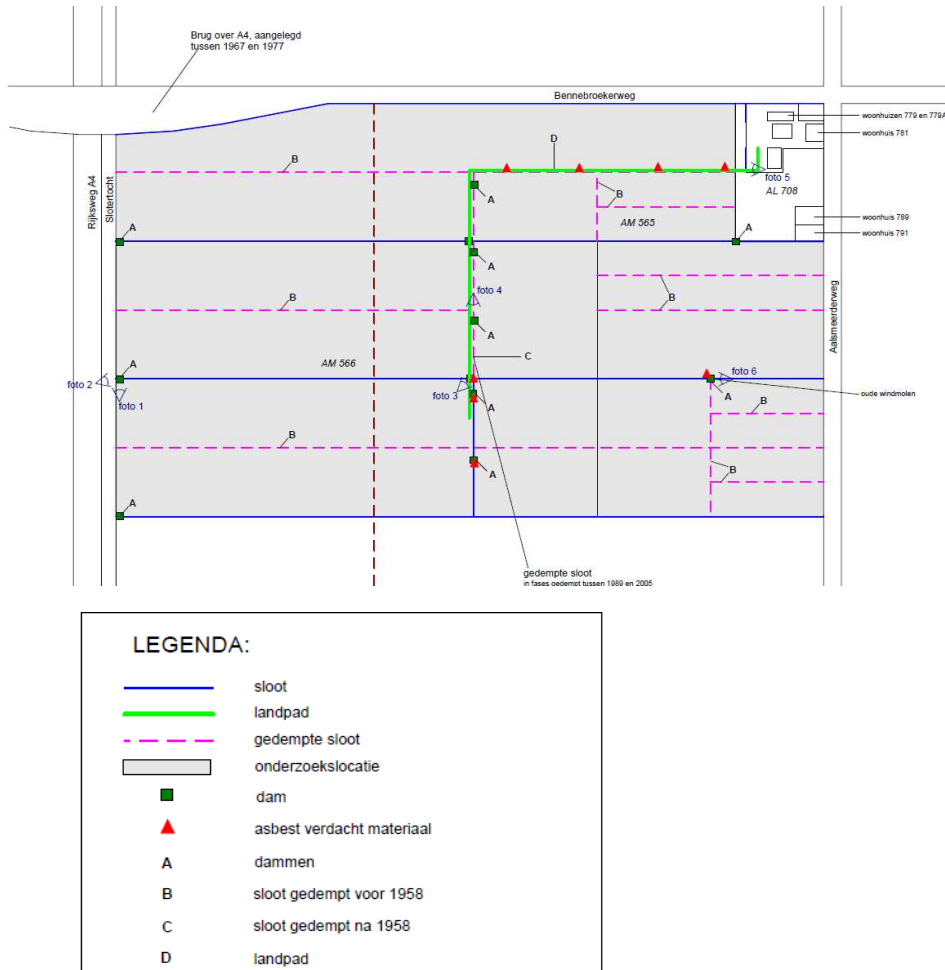 Brug over A4, aangelegd
tussen 1967 en 1977
Bennebroekerweg
woonhuizen 779 en 779A
woonhuis 781
D
B
foto 5
AL 708
Rijksweg A4
Slotertocht
A
B
AM 565
woonhuis 789
woonhuis 791
A
A
A
B
foto 4
B
A
Aalsmeerderweg
AM 566
C
A
foto 2
foto 1
foto 3
A
foto 6
A
oude windmolen
B
B
B
A
A
gedempte sloot
in fases gedempt tussen 1989 en 2005
LEGENDA:
sloot
landpad
gedempte sloot
onderzoekslocatie
dam
asbest verdacht materiaal
A dammen
B sloot gedempt voor 1958
C sloot gedempt na 1958
D landpad